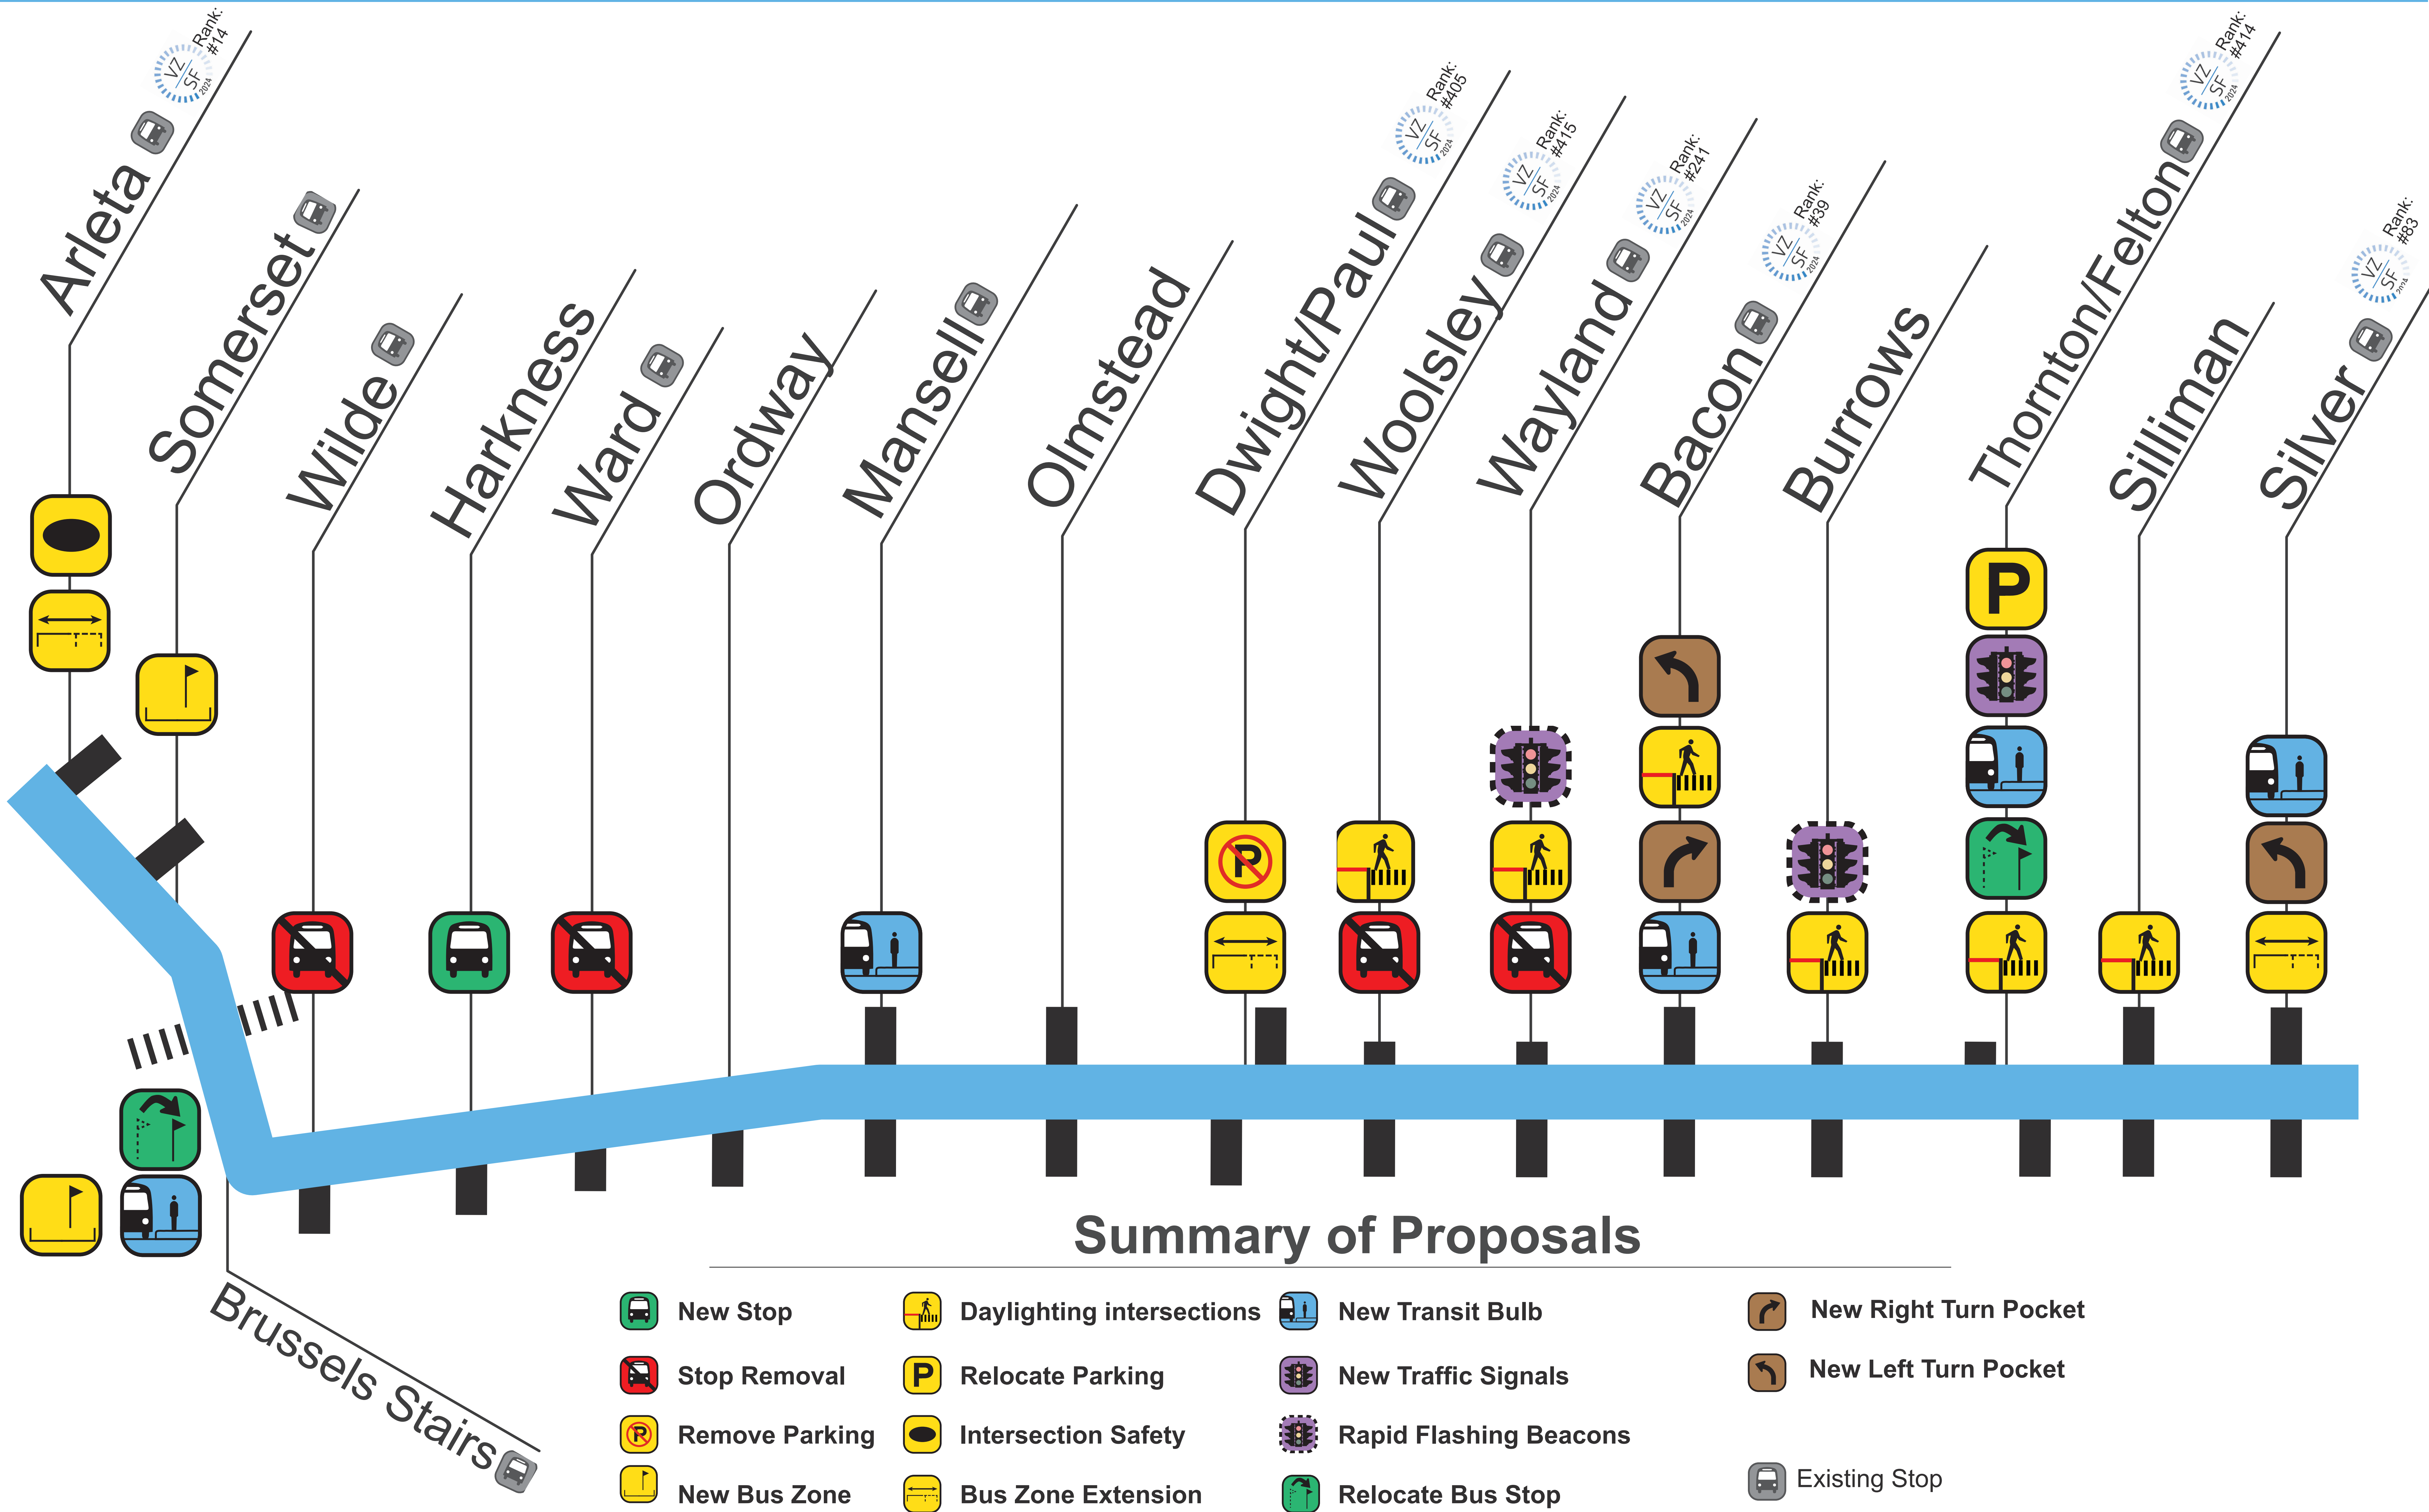 Arleta
VZ
SF
2024
Rank:
#14
Somerset
Wilde
Harkness
Ward
Ordway
Mansell
Olmstead
Dwight/Paul
VZ
SF
2024
Rank:
#405
Woolsley
VZ
SF
2024
Rank:
#415
Wayland
VZ
SF
2024
Rank:
#241
Bacon
VZ
SF
2024
Rank:
#39
Burrows
Thornton/Felton
VZ
SF
2024
Rank:
#414
Silliman
Silver
VZ
SF
2024
Rank:
#83
P
P
Brussels Stairs
Summary of Proposals
New Stop
Stop Removal
P Remove Parking
New Bus Zone
Daylighting intersections
P Relocate Parking
Intersection Safety
Bus Zone Extension
New Transit Bulb
New Traffic Signals
Rapid Flashing Beacons
Relocate Bus Stop
New Right Turn Pocket
New Left Turn Pocket
Existing Stop